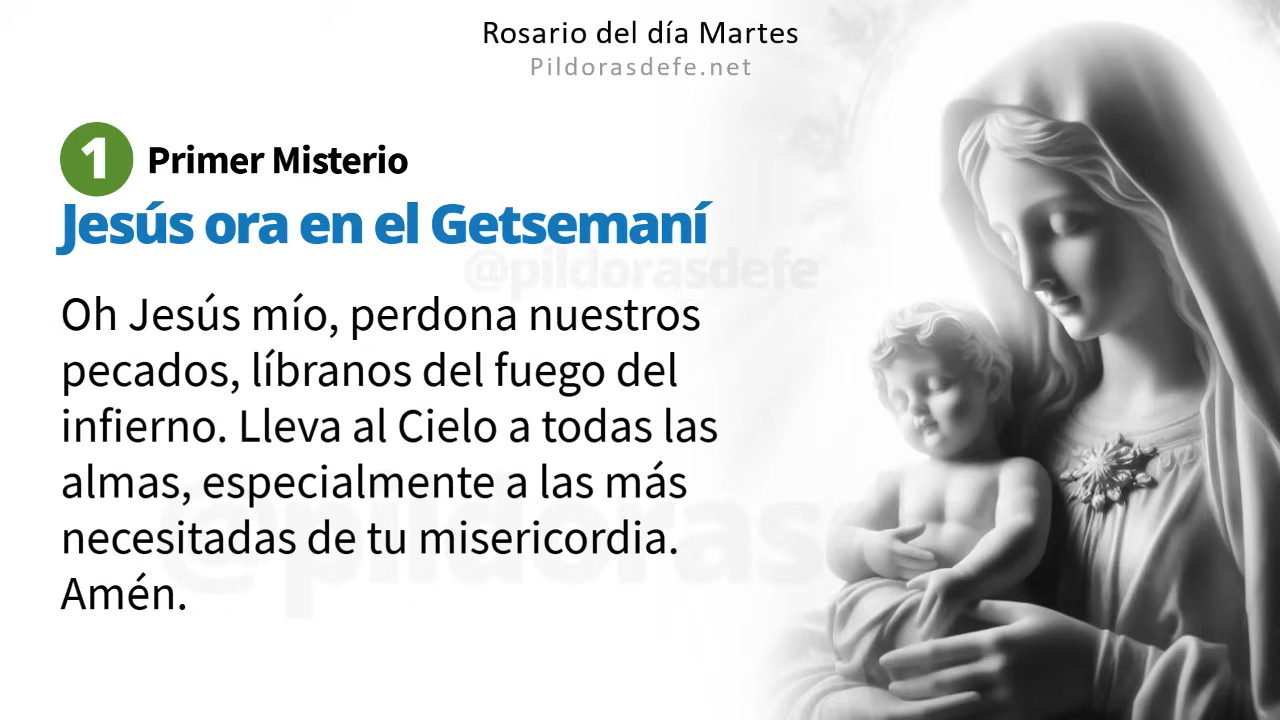 Rosario del día Martes
Pildorasdefe.net
1 Primer Misterio
Jesús ora en el Getsemaní
@pildorasdefe
Oh Jesús mío, perdona nuestros
pecados, líbranos del fuego del
infierno. Lleva al Cielo a todas las
almas, especialmente a las más
necesitadas de tu misericordia.
Amén.